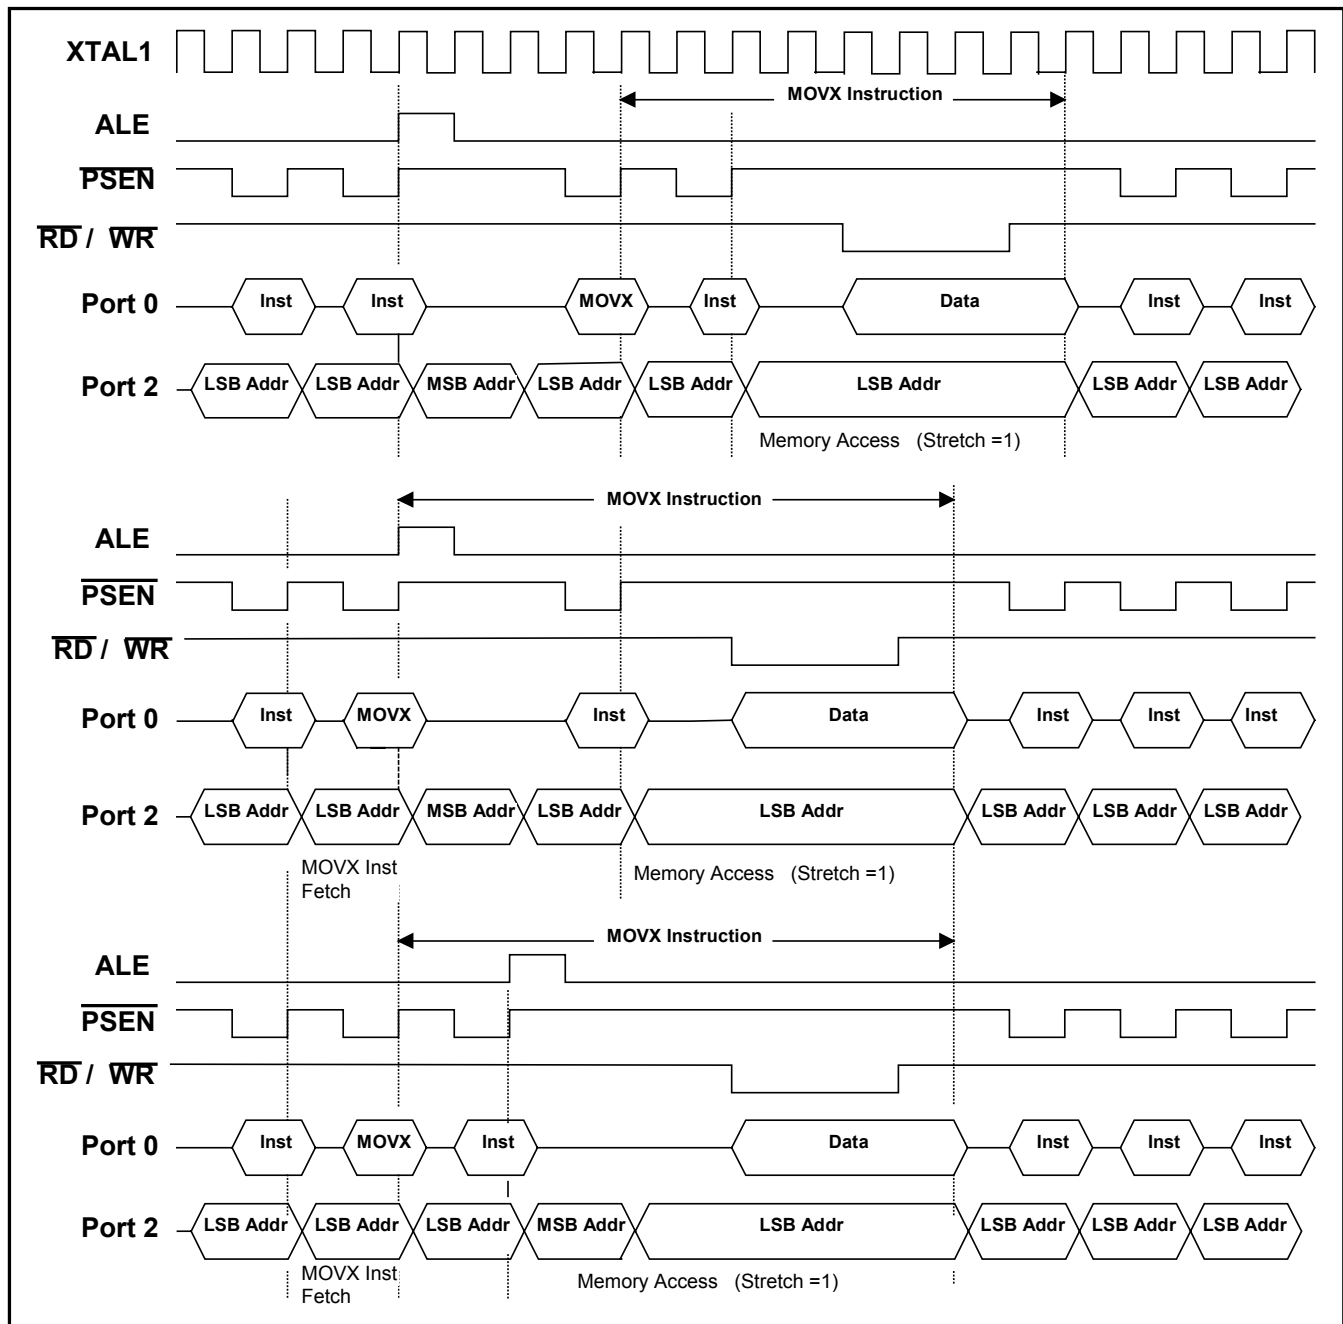 XTAL1
MOVX Instruction
ALE
PSEN
RD / WR
Port 0 Inst Inst MOVX Inst Data Inst Inst
Port 2 LSB Addr LSB Addr MSB Addr LSB Addr LSB Addr LSB Addr LSB Addr LSB Addr
Memory Access (Stretch =1)
MOVX Instruction
ALE
PSEN
RD / WR
Port 0 Inst MOVX Inst Data Inst Inst Inst
Port 2 LSB Addr LSB Addr MSB Addr LSB Addr LSB Addr LSB Addr LSB Addr LSB Addr
MOVX Inst
Fetch
Memory Access (Stretch =1)
MOVX Instruction
ALE
PSEN
RD / WR
Port 0 Inst MOVX Inst Data Inst Inst Inst
Port 2 LSB Addr LSB Addr LSB Addr MSB Addr LSB Addr LSB Addr LSB Addr LSB Addr
MOVX Inst
Fetch
Memory Access (Stretch =1)